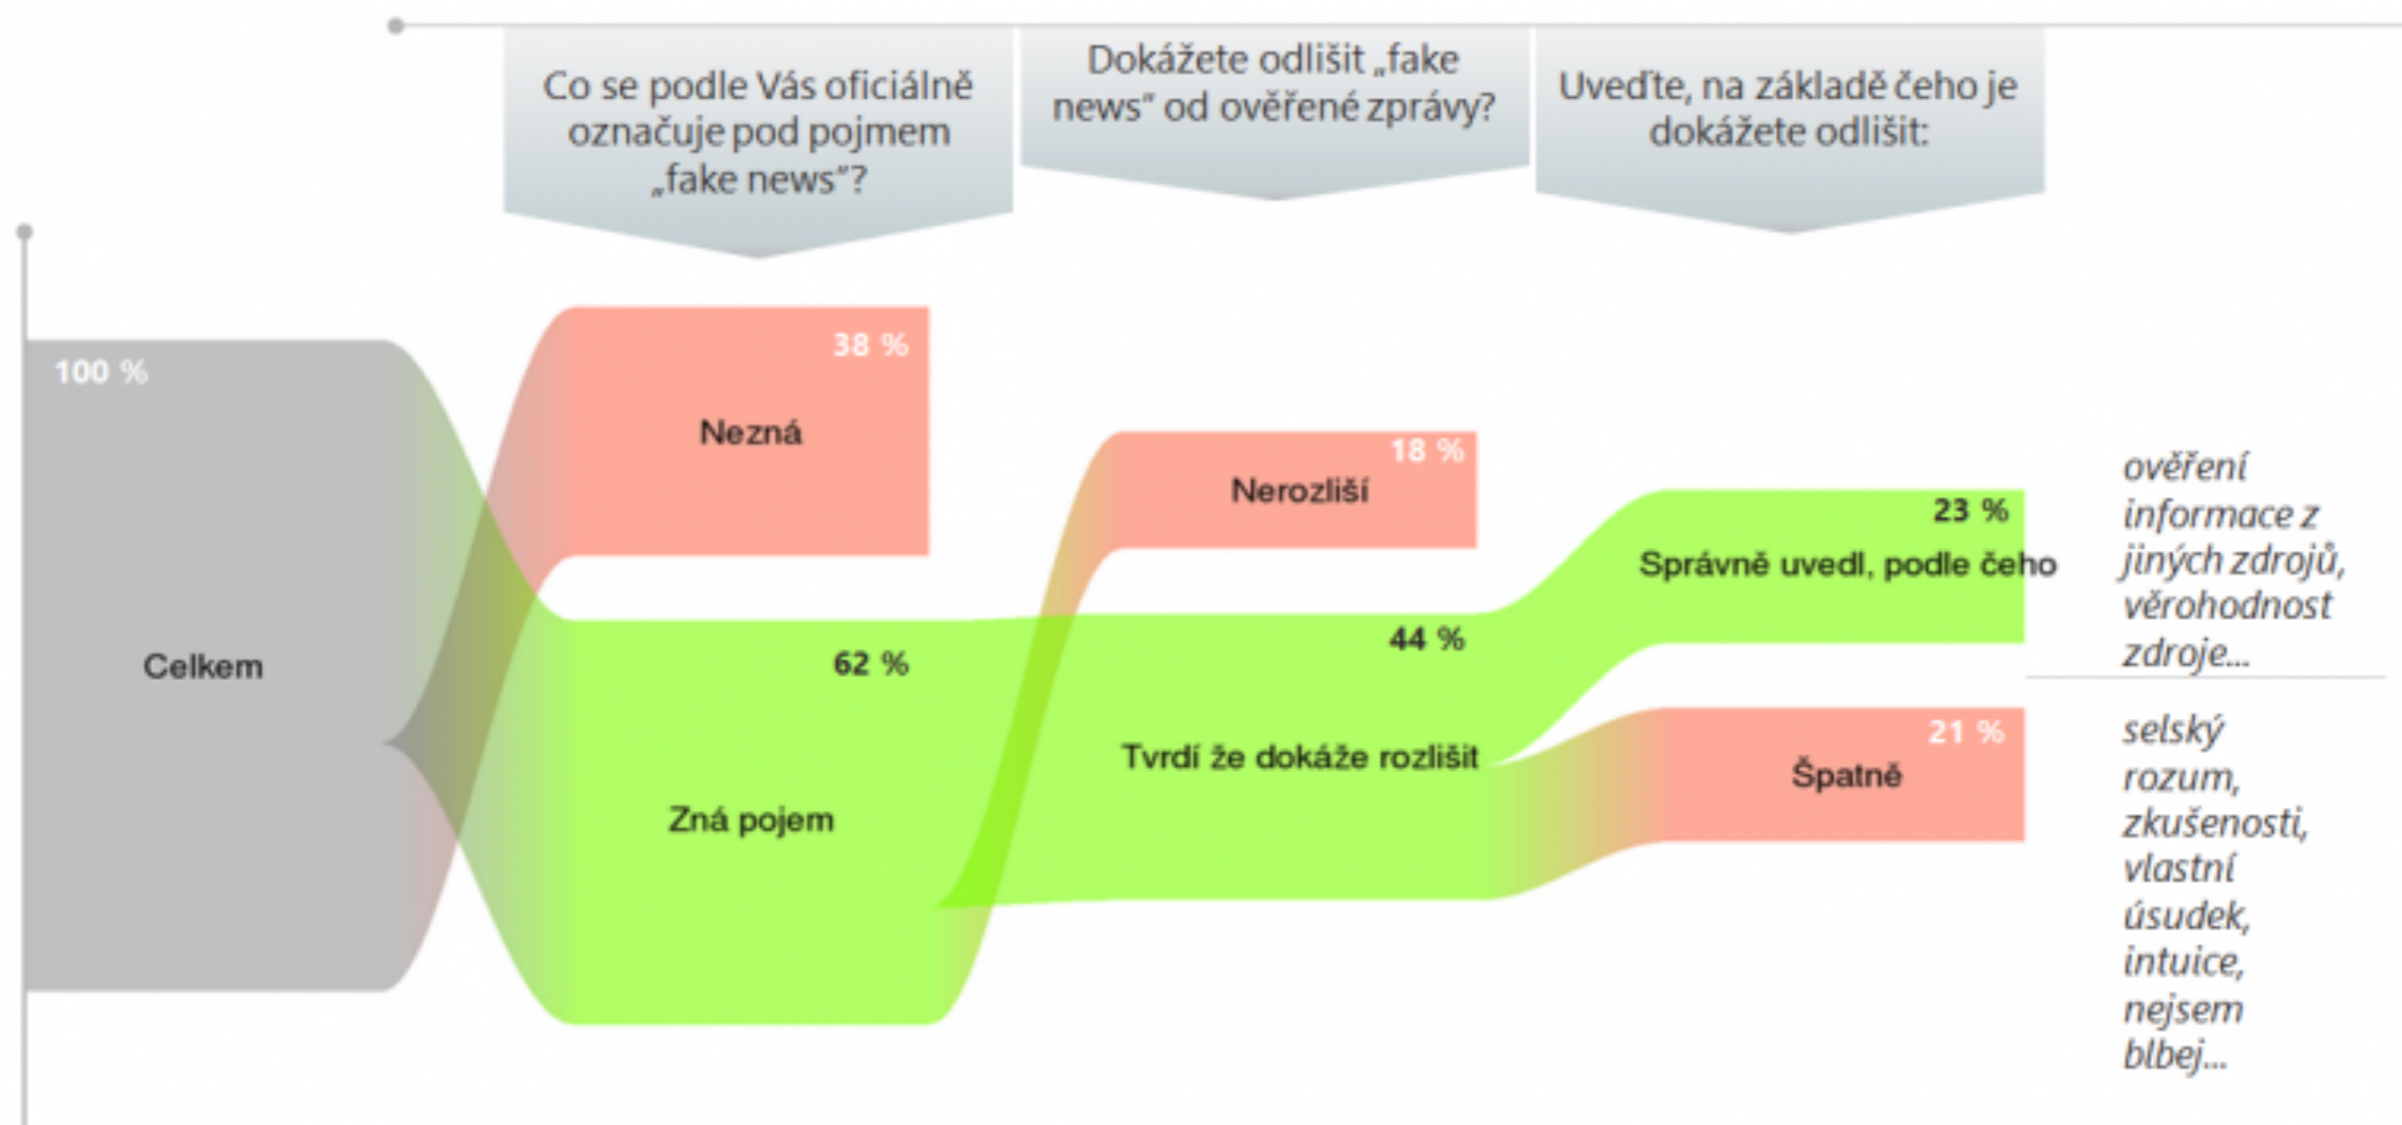 Co se podle Vás oficiálně
označuje pod pojmem
„fake news"?
Dokážete odlišit „fake
news" od ověřené zprávy?
Uveďte, na základě čeho je
dokážete odlišit:
100 %
Celkem
38 %
Nezná
62 %
Zná pojem
18 %
Nerozliší
44 %
Tvrdí že dokáže rozlišit
23 %
Správně uvedl, podle čeho
21 %
Špatně
ověření
informace z
jiných zdrojů,
věrohodnost
zdroje...
selský
rozum,
zkušenosti,
vlastní
úsudek,
intuice,
nejsem
blbej...